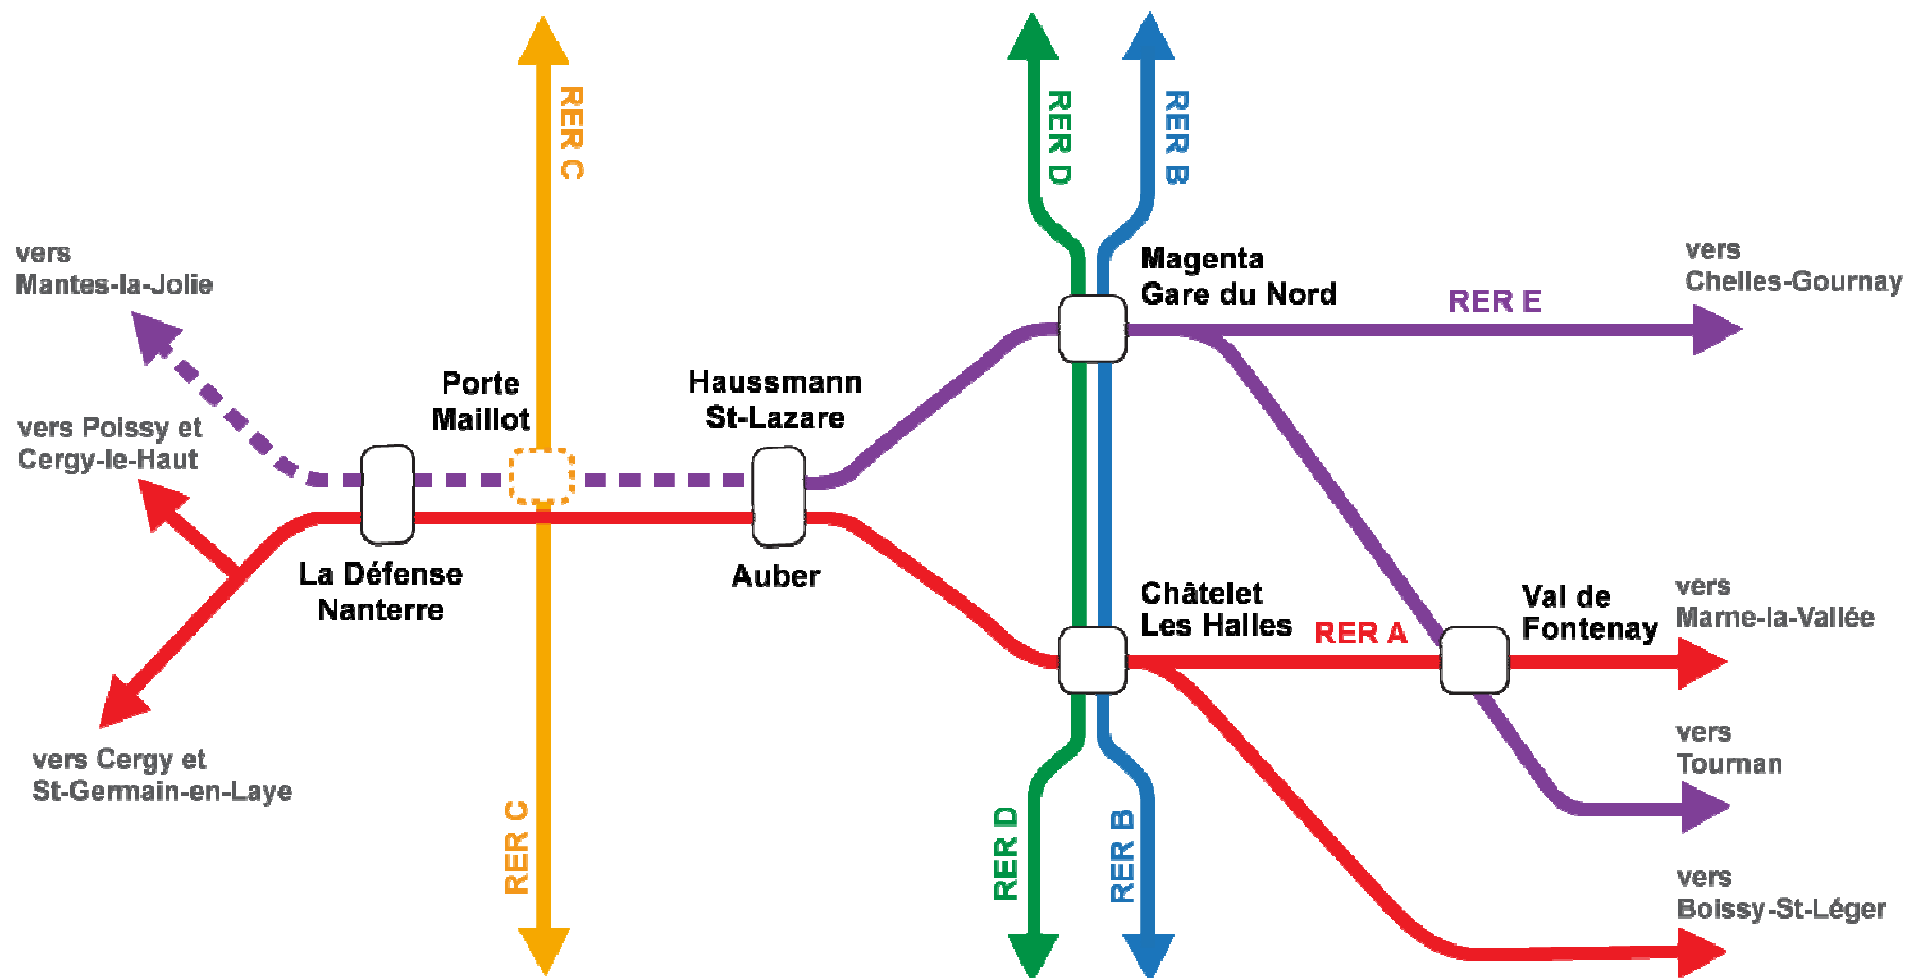 RER C
RER D
RER B
vers
Mantes-la-Jolie
Magenta
Gare du Nord
RER E
vers
Chelles-Gournay
Porte
Maillot
Haussmann
St-Lazare
vers Poissy et
Cergy-le-Haut
La Défense
Nanterre
Auber
Châtelet
Les Halles
RER A
Val de
Fontenay
vers
Marne-la-Vallée
vers
Tournan
vers Cergy et
St-Germain-en-Laye
RER C
RER D
RER B
vers
Boissy-St-Léger